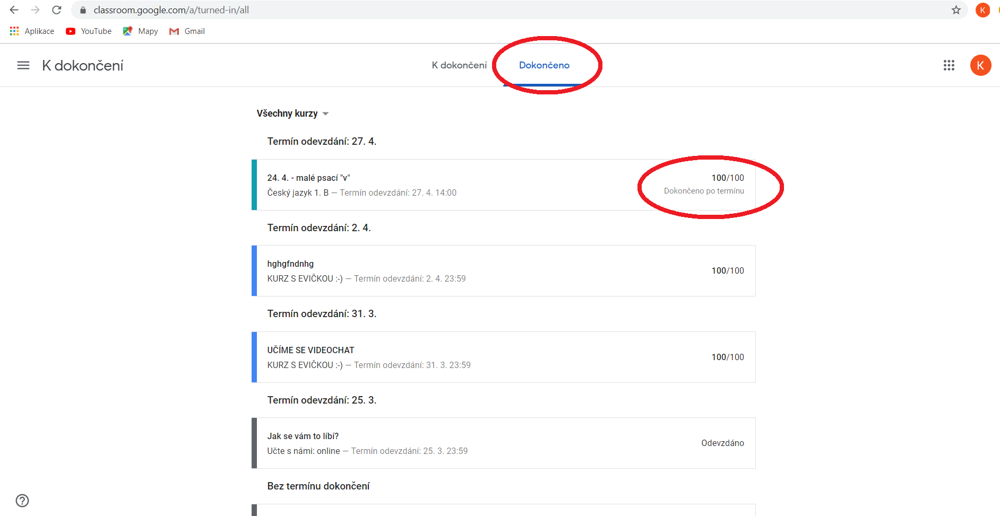 classroom.google.com/a/turned-in/all
K
Aplikace YouTube Mapy Gmail
K dokončení
K dokončení Dokončeno
K
Všechny kurzy
Termín odevzdání: 27. 4.
24. 4. - malé psací "v"
100/100
Český jazyk 1. B — Termín odevzdání: 27. 4. 14:00
Dokončeno po termínu
Termín odevzdání: 2. 4.
hghgfndnhg
KURZ S EVIČKOU :-) — Termín odevzdání: 2. 4. 23:59
100/100
Termín odevzdání: 31. 3.
UČÍME SE VIDEOCHAT
KURZ S EVIČKOU :-) — Termín odevzdání: 31. 3. 23:59
100/100
Termín odevzdání: 25. 3.
Jak se vám to líbí?
Učte s námi: online — Termín odevzdání: 25. 3. 23:59
Odevzdáno
Bez termínu dokončení